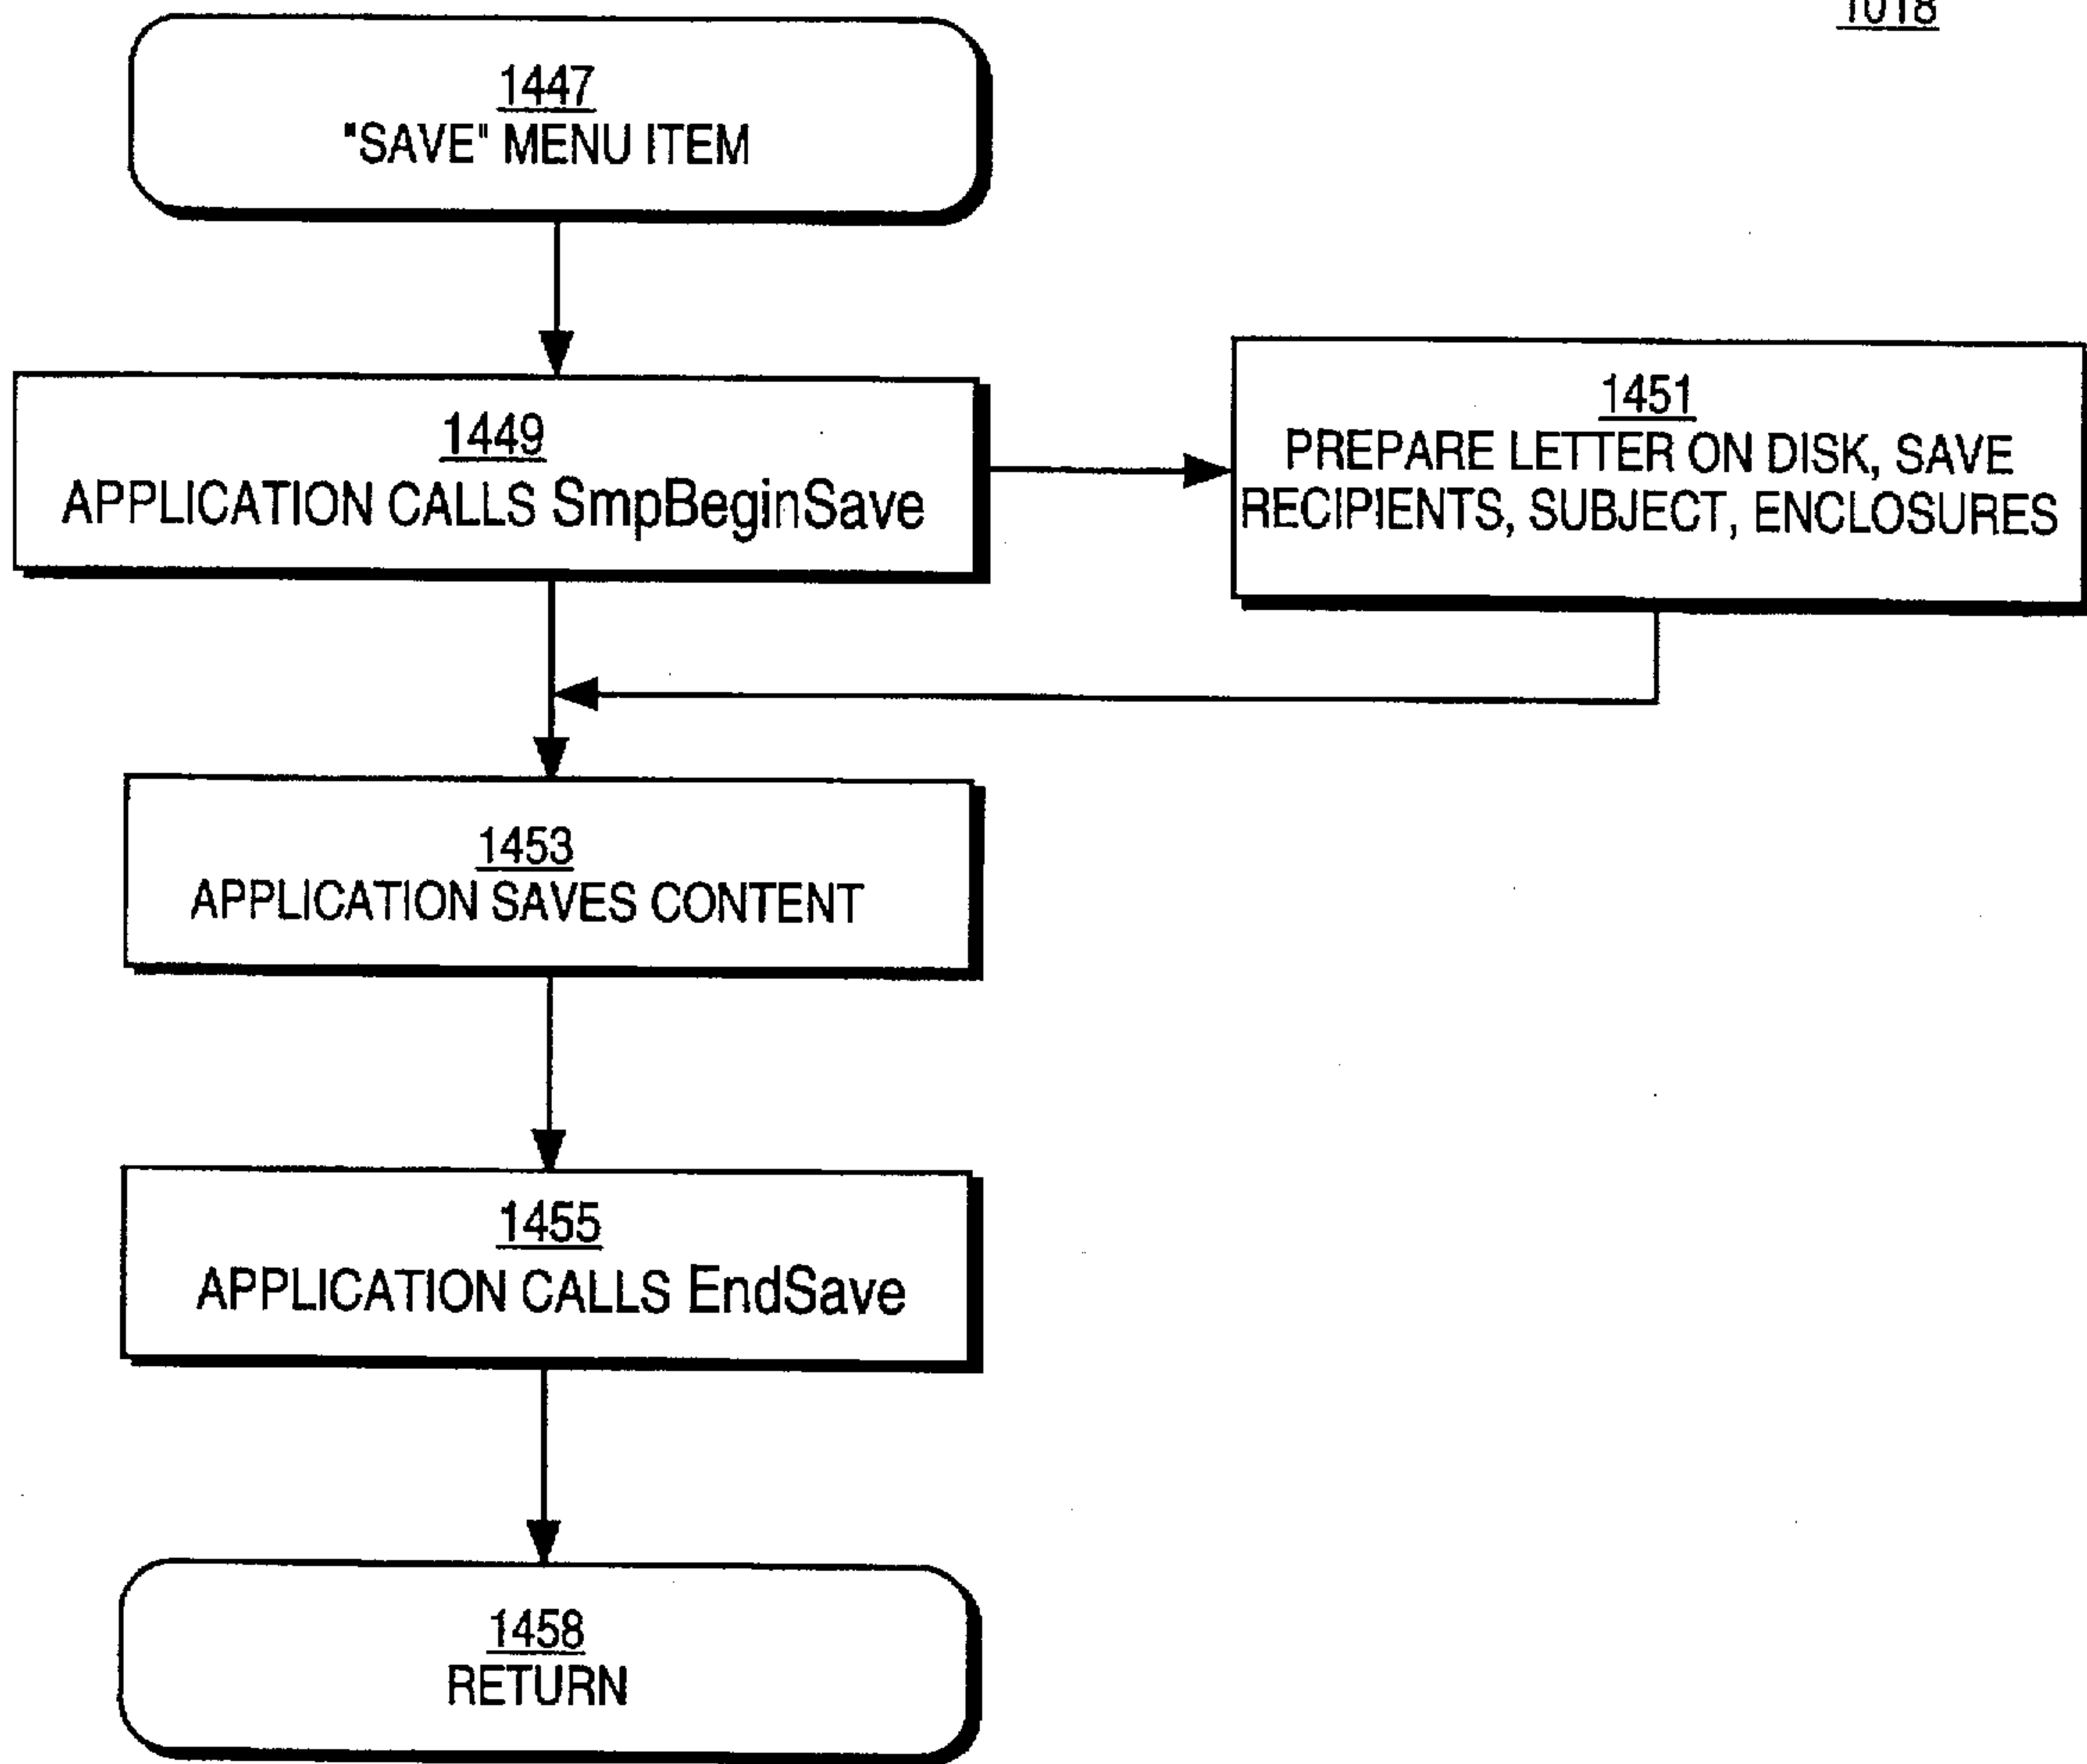 1018
1447
"SAVE" MENU ITEM
1449
APPLICATION CALLS SmpBeginSave
1451
PREPARE LETTER ON DISK, SAVE
RECIPIENTS, SUBJECT, ENCLOSURES
1453
APPLICATION SAVES CONTENT
1455
APPLICATION CALLS EndSave
1458
RETURN